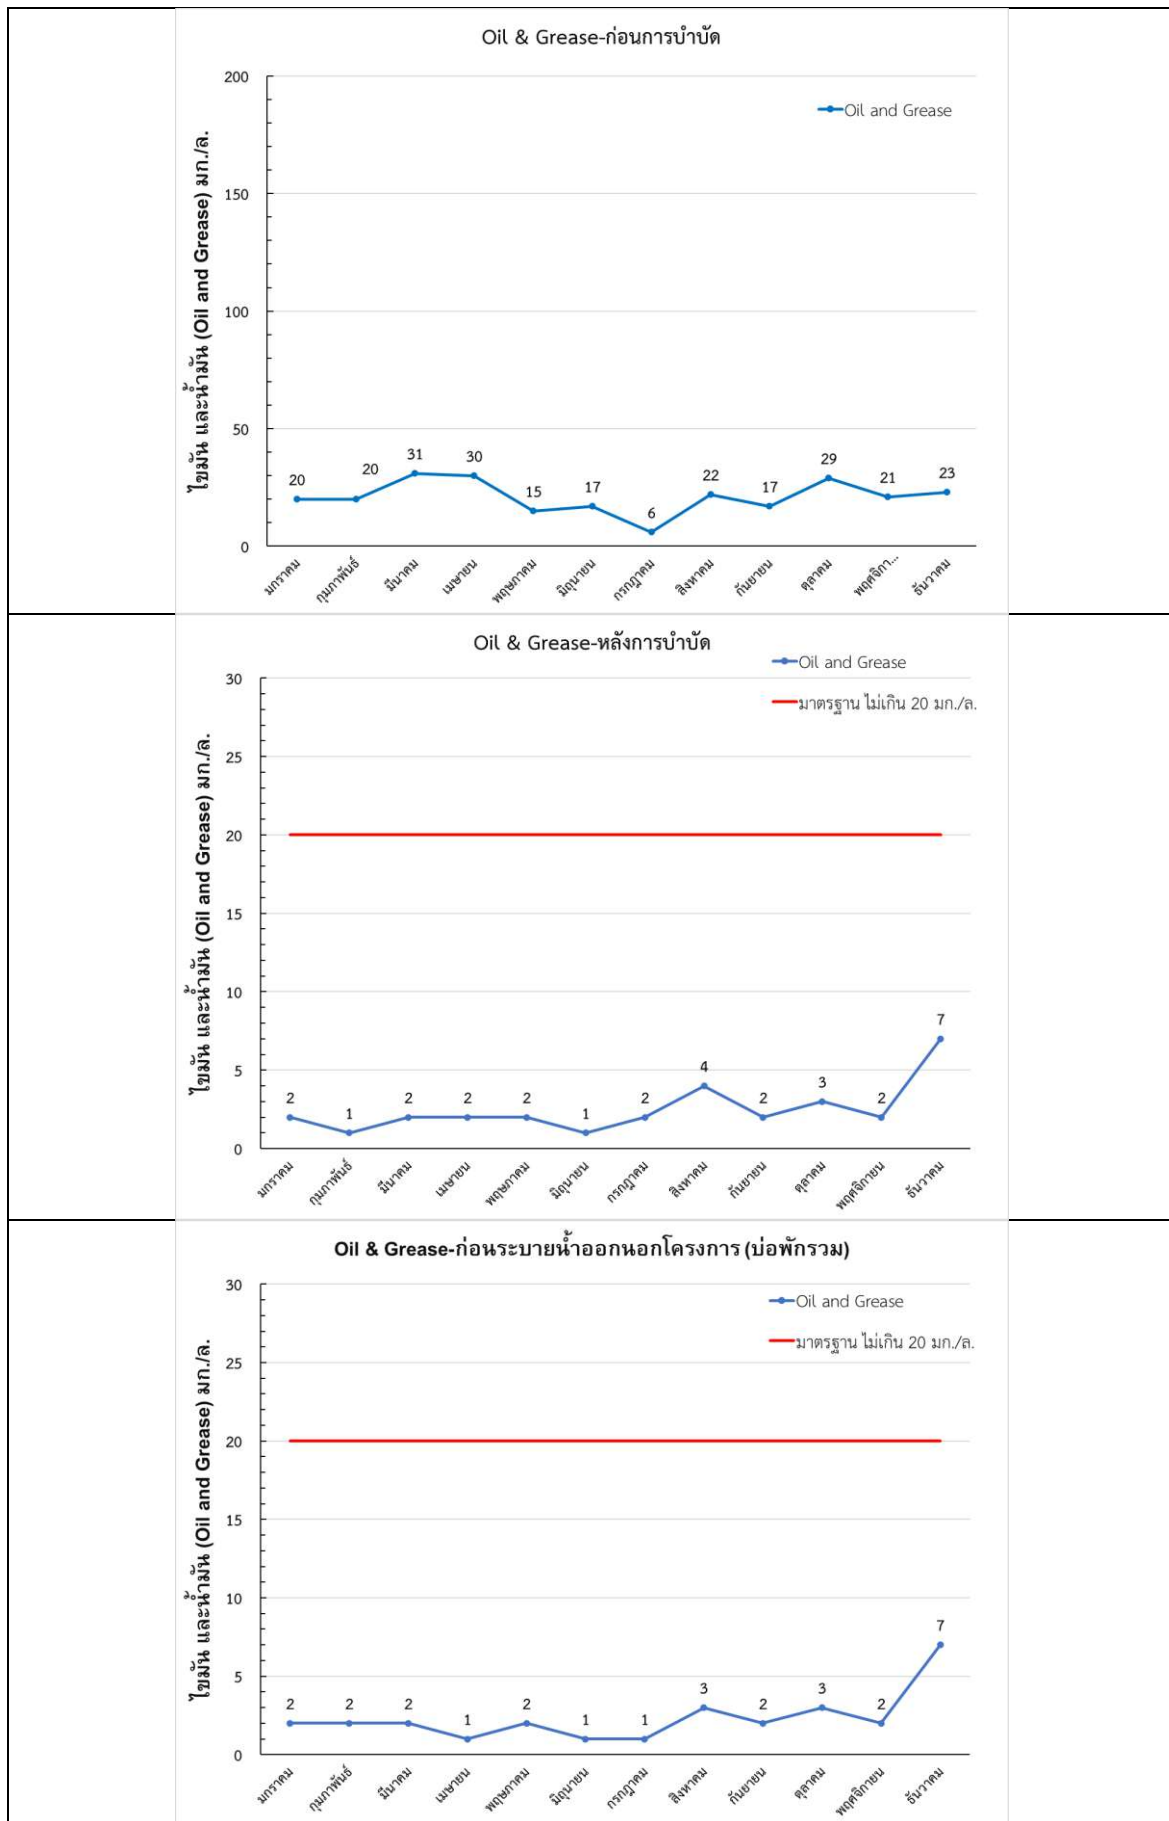 Oil & Grease-ก่อนการบำบัด
Oil and Grease
ไขมัน และน้ำมัน (Oil and Grease) มก./ล.
200
150
100
50
0
20 20 31 30 15 17 6 22 17 29 21 23
มกราคม กุมภาพันธ์ มีนาคม เมษายน พฤษภาคม มิถุนายน กรกฎาคม สิงหาคม กันยายน ตุลาคม พฤศจิกา... ธันวาคม
Oil & Grease-หลังการบำบัด
Oil and Grease
มาตรฐาน ไม่เกิน 20 มก./ล.
ไขมัน และน้ำมัน (Oil and Grease) มก./ล.
30
25
20
15
10
5
0
2 1 2 2 2 1 2 4 2 3 2 7
มกราคม กุมภาพันธ์ มีนาคม เมษายน พฤษภาคม มิถุนายน กรกฎาคม สิงหาคม กันยายน ตุลาคม พฤศจิกายน ธันวาคม
Oil & Grease-ก่อนระบายน้ำออกนอกโครงการ (บ่อพักรวม)
Oil and Grease
มาตรฐาน ไม่เกิน 20 มก./ล.
ไขมัน และน้ำมัน (Oil and Grease) มก./ล.
30
25
20
15
10
5
0
2 2 2 1 2 1 1 3 2 3 2 7
มกราคม กุมภาพันธ์ มีนาคม เมษายน พฤษภาคม มิถุนายน กรกฎาคม สิงหาคม กันยายน ตุลาคม พฤศจิกายน ธันวาคม